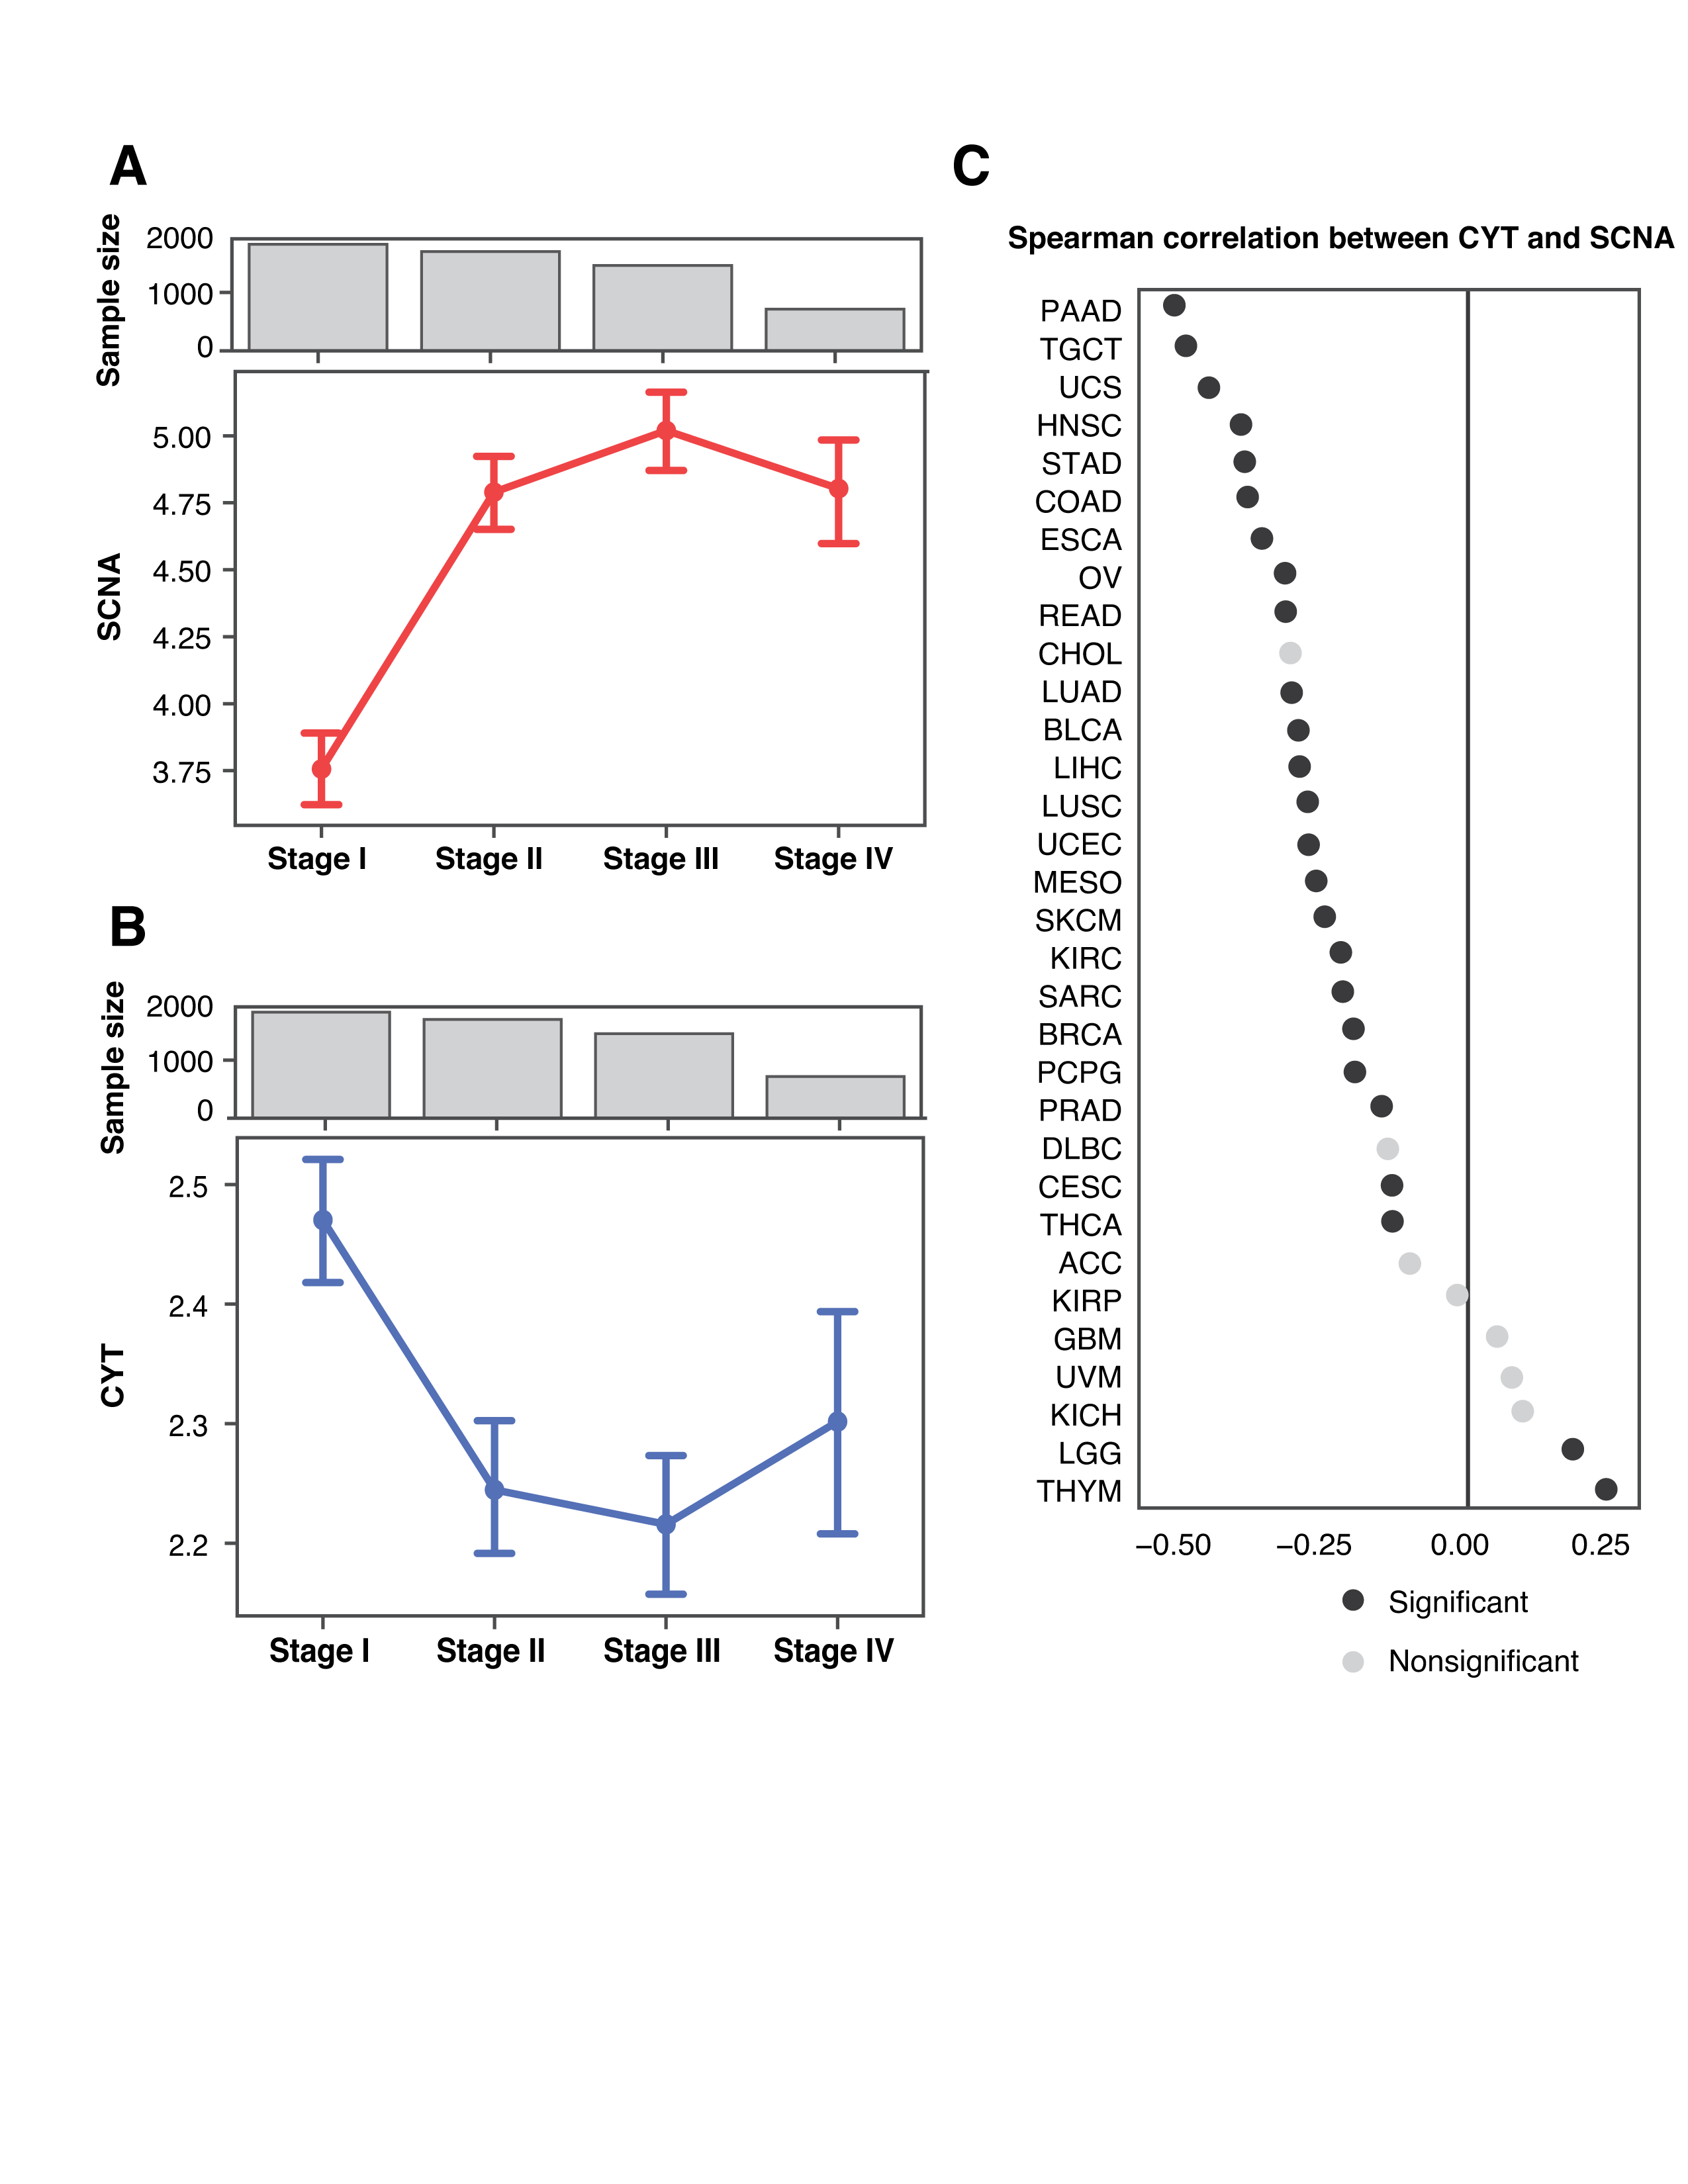 A
Sample size
2000
1000
0
SCNA
5.00
4.75
4.50
4.25
4.00
3.75
Stage I Stage II Stage III Stage IV
B
Sample size
2000
1000
0
CYT
2.5
2.4
2.3
2.2
Stage I Stage II Stage III Stage IV
C
Spearman correlation between CYT and SCNA
PAAD
TGCT
UCS
HNSC
STAD
COAD
ESCA
OV
READ
CHOL
LUAD
BLCA
LIHC
LUSC
UCEC
MESO
SKCM
KIRC
SARC
BRCA
PCPG
PRAD
DLBC
CESC
THCA
ACC
KIRP
GBM
UVM
KICH
LGG
THYM
−0.50 −0.25 0.00 0.25
Significant
Nonsignificant